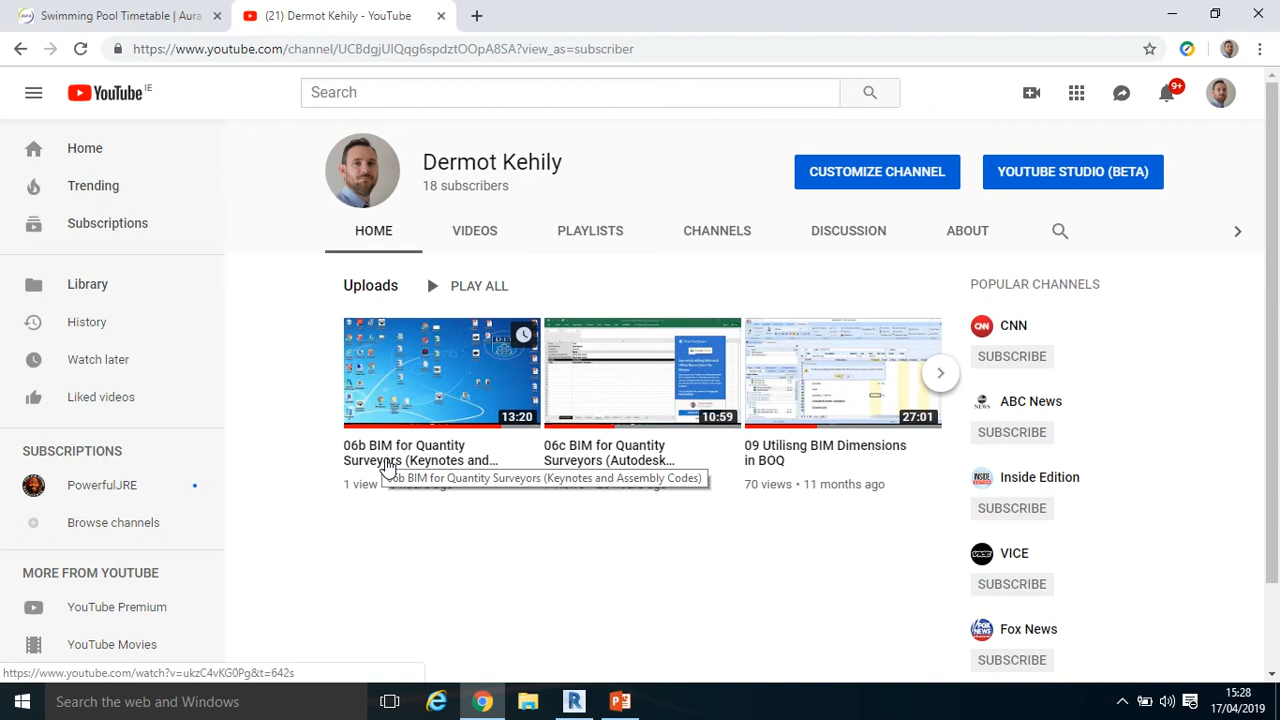 Swimming Pool Timetable | Aura
(21) Dermot Kehily - YouTube
https://www.youtube.com/channel/UCBdgjUIQqg6spdztOOpA8SA?view_as=subscriber
YouTube IE
Search
9+
Home
Trending
Subscriptions
Library
History
Watch later
Liked videos
SUBSCRIPTIONS
PowerfulJRE
Browse channels
MORE FROM YOUTUBE
YouTube Premium
YouTube Movies
Dermot Kehily
18 subscribers
CUSTOMIZE CHANNEL
YOUTUBE STUDIO (BETA)
HOME VIDEOS PLAYLISTS CHANNELS DISCUSSION ABOUT
Uploads PLAY ALL
13:20
10:59
27:01
06b BIM for Quantity
Surveyors (Keynotes and...
1 view
06c BIM for Quantity
Surveyors (Autodesk...
09 Utilisng BIM Dimensions
in BOQ
70 views • 11 months ago
06b BIM for Quantity Surveyors (Keynotes and Assembly Codes)
POPULAR CHANNELS
CNN
SUBSCRIBE
ABC News
SUBSCRIBE
Inside Edition
SUBSCRIBE
VICE
SUBSCRIBE
Fox News
SUBSCRIBE
https://www.youtube.com/watch?v=ukzC4vKG0Pg&t=642s
Search the web and Windows
15:28
17/04/2019